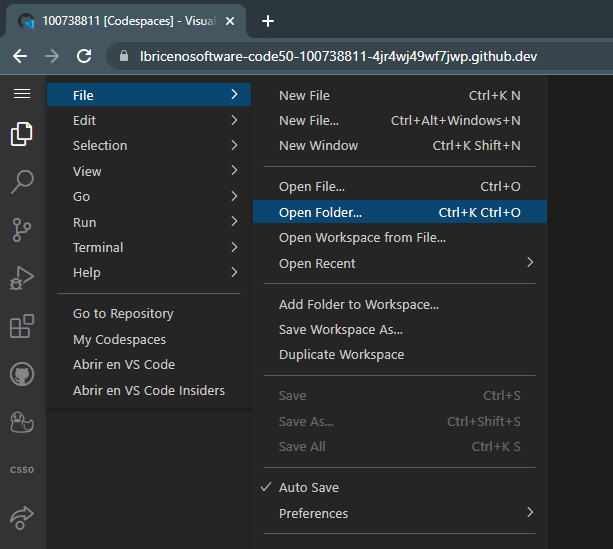 100738811 [Codespaces] - Visual
lbricenosoftware-code50-100738811-4jr4wj49wf7jwp.github.dev
File
Edit
Selection
View
Go
Run
Terminal
Help
Go to Repository
My Codespaces
Abrir en VS Code
Abrir en VS Code Insiders
New File Ctrl+K N
New File... Ctrl+Alt+Windows+N
New Window Ctrl+K Shift+N
Open File... Ctrl+O
Open Folder... Ctrl+K Ctrl+O
Open Workspace from File...
Open Recent
Add Folder to Workspace...
Save Workspace As...
Duplicate Workspace
Save Ctrl+S
Save As... Ctrl+Shift+S
Save All Ctrl+K S
Auto Save
Preferences
CS50